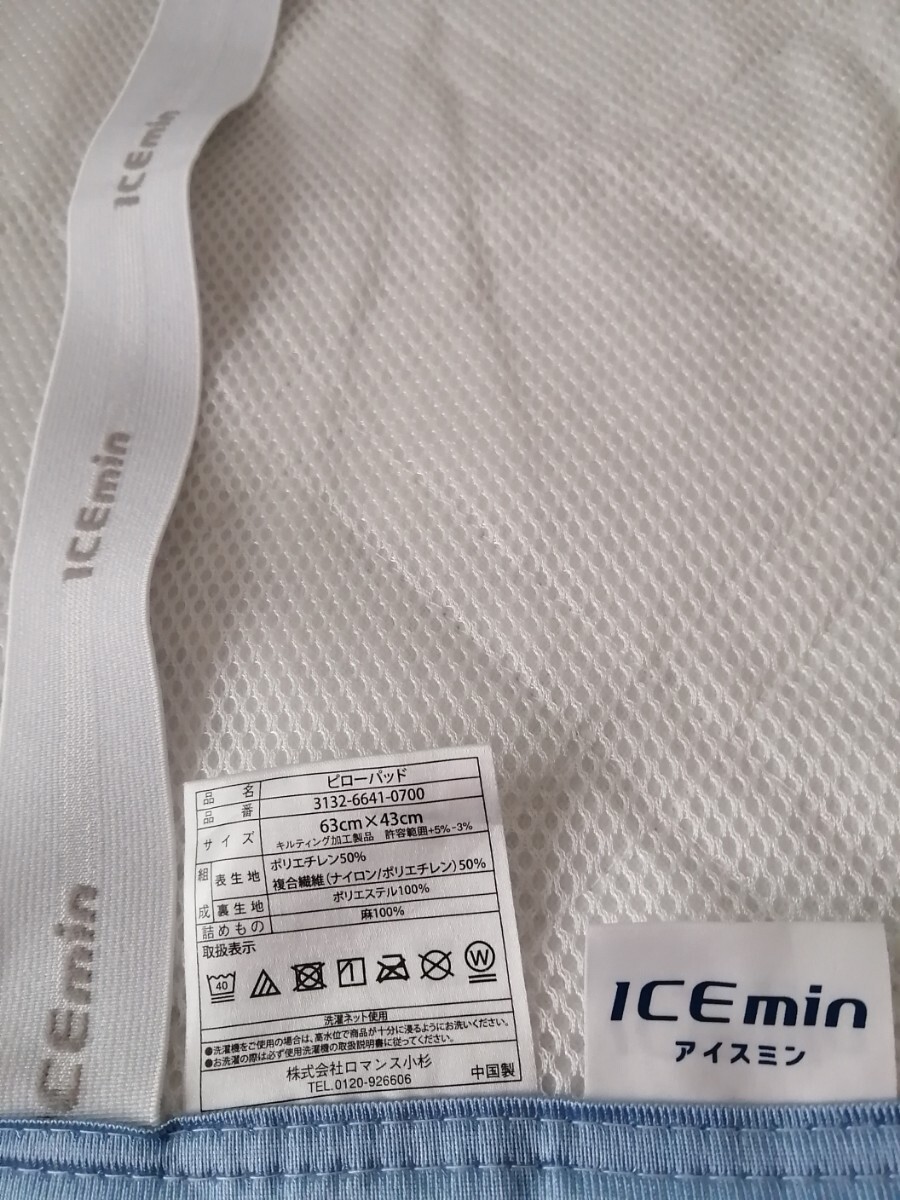 ICEmin
ICEmin
CEmin
品名 ピローパッド
品番 3132-6641-0700
サイズ 63cm×43cm
キルティング加工製品 許容範囲+5%-3%
組成 表生地 ポリエチレン50%
複合繊維(ナイロン/ポリエチレン)50%
裏生地 ポリエステル100%
詰めもの 麻100%
取扱表示
40
W
洗濯ネット使用
●洗濯機をご使用の場合は、高水位で商品が十分に浸るようにお洗いください。
●お洗濯の際は必ず使用洗濯機の取扱説明書に従ってください。
株式会社ロマンス小杉
TEL.0120-926606 中国製
ICEmin
アイスミン